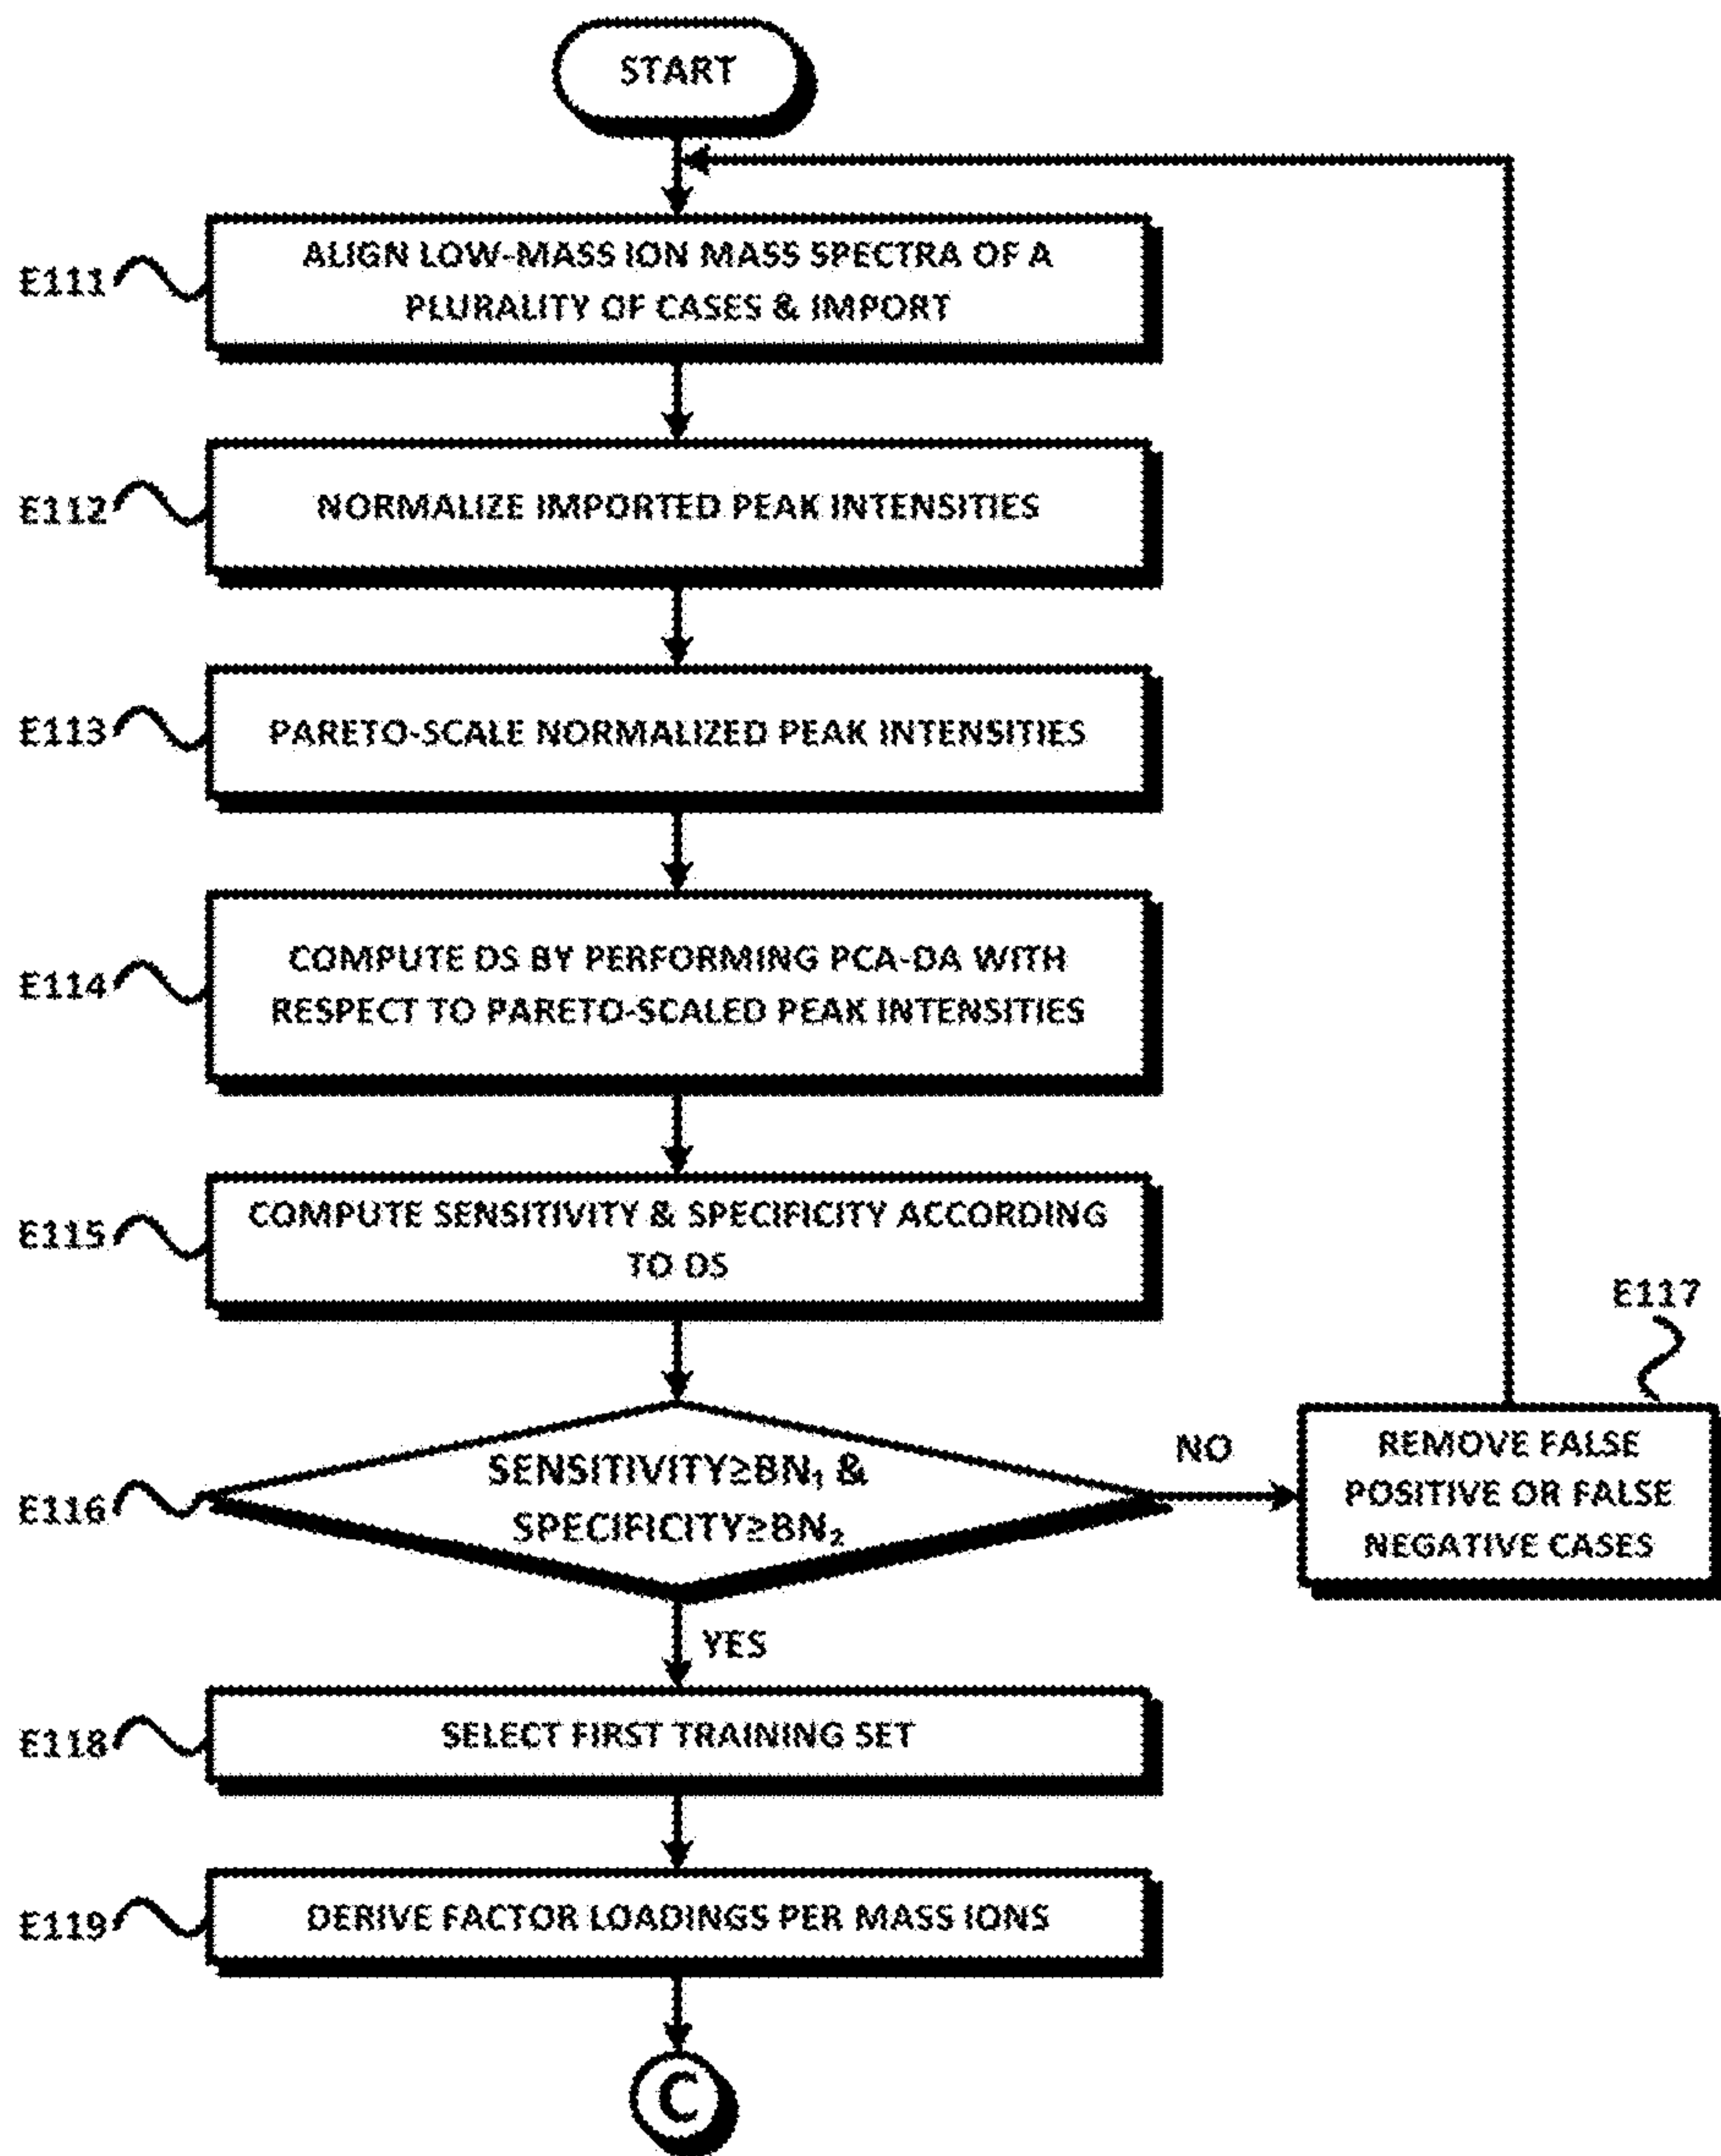 START
E111
ALIGN LOW-MASS ION MASS SPECTRA OF A
PLURALITY OF CASES & IMPORT
E112
NORMALIZE IMPORTED PEAK INTENSITIES
E113
PARETO-SCALE NORMALIZED PEAK INTENSITIES
E114
COMPUTE DS BY PERFORMING PCA-DA WITH
RESPECT TO PARETO-SCALED PEAK INTENSITIES
E115
COMPUTE SENSITIVITY & SPECIFICITY ACCORDING
TO DS
E116
SENSITIVITY≥BN₁ &
SPECIFICITY≥BN₂
NO
E117
REMOVE FALSE
POSITIVE OR FALSE
NEGATIVE CASES
YES
E118
SELECT FIRST TRAINING SET
E119
DERIVE FACTOR LOADINGS PER MASS IONS
C